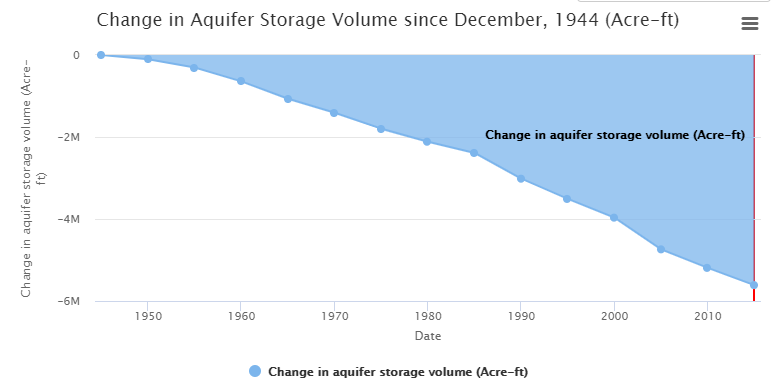 Change in Aquifer Storage Volume since December, 1944 (Acre-ft)
0
-2M
-4M
-6M
Change in aquifer storage volume (Acre-
ft)
Change in aquifer storage volume (Acre-ft)
1950 1960 1970 1980 1990 2000 2010
Date
Change in aquifer storage volume (Acre-ft)